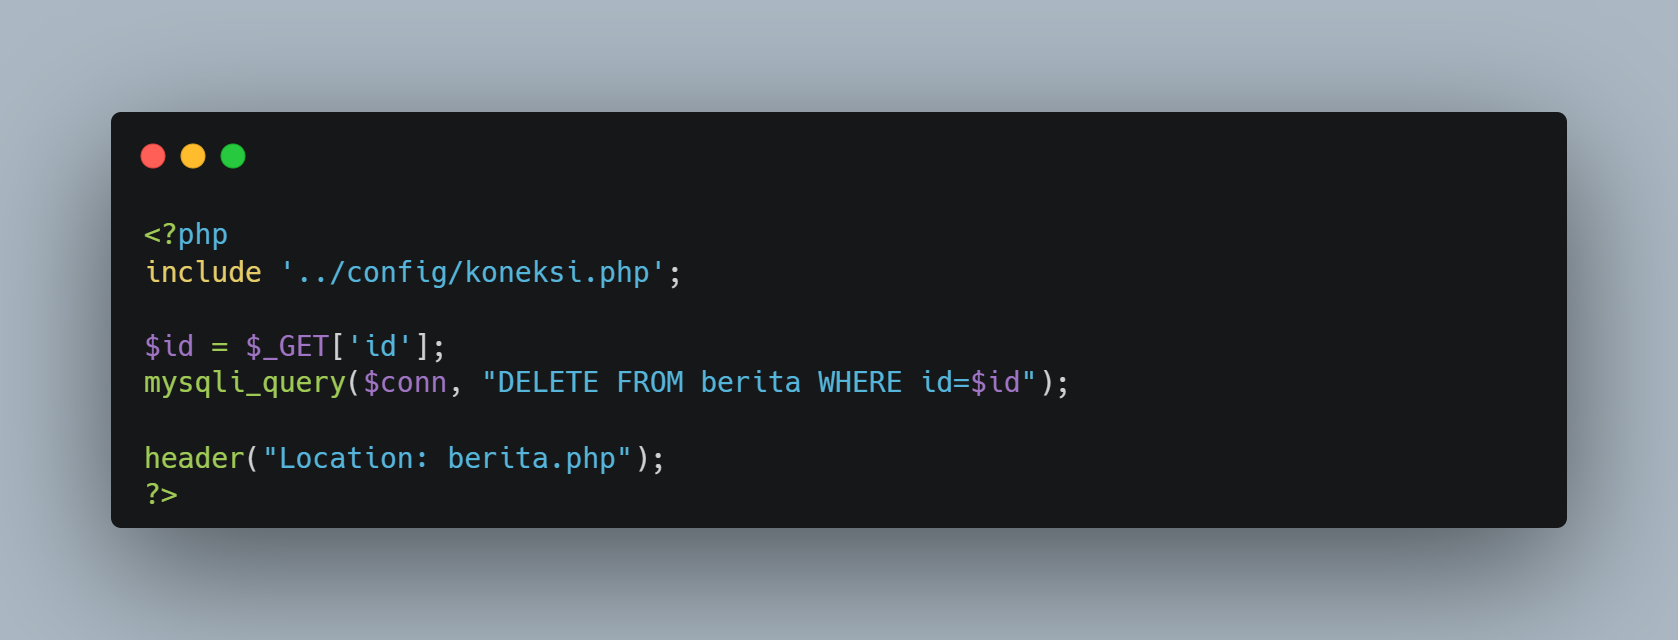 <?php
include '../config/koneksi.php';
$id = $_GET['id'];
mysqli_query($conn, "DELETE FROM berita WHERE id=$id");
header("Location: berita.php");
?>